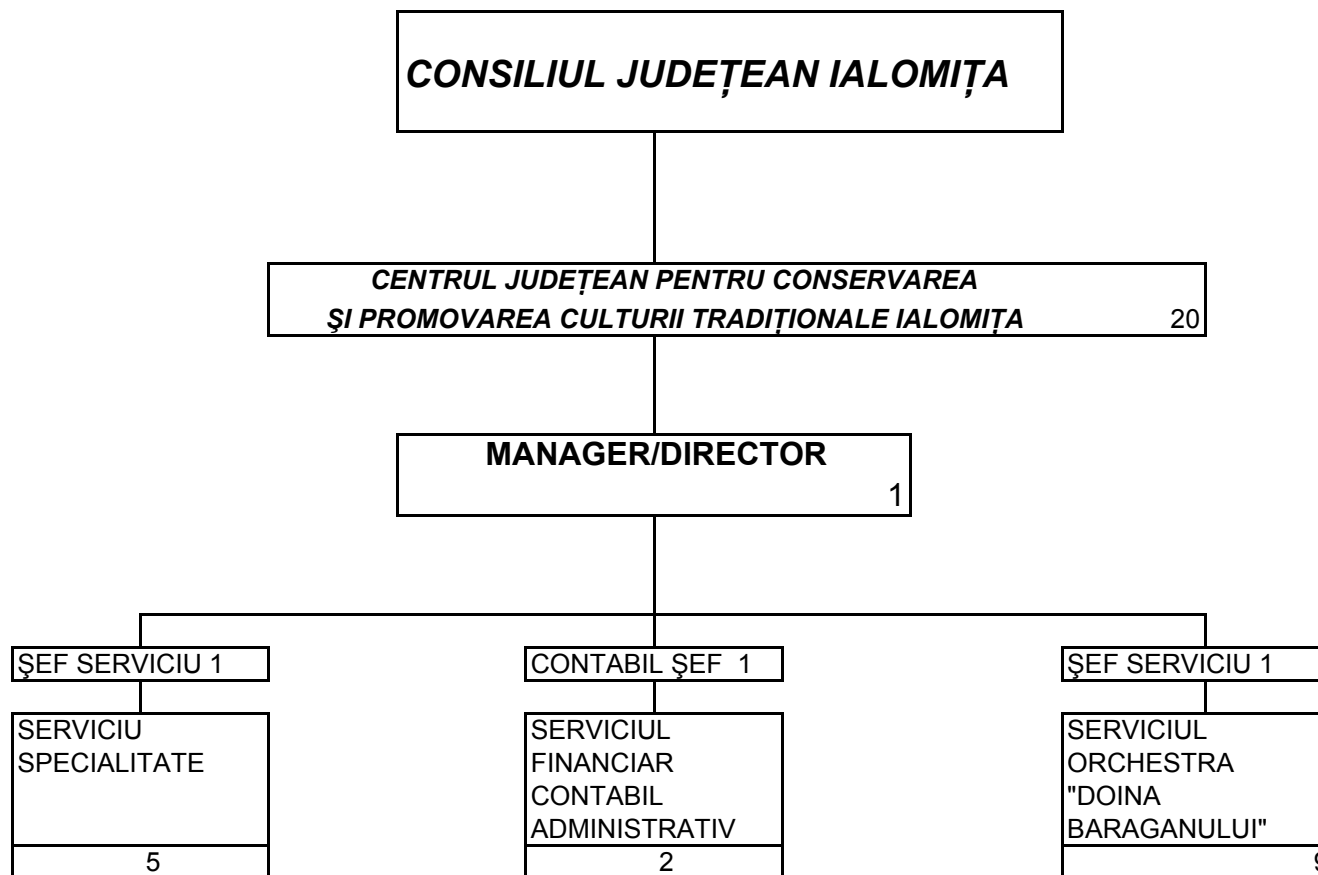 CONSILIUL JUDEȚEAN IALOMIȚA
CENTRUL JUDEȚEAN PENTRU CONSERVAREA
ŞI PROMOVAREA CULTURII TRADIȚIONALE IALOMIȚA 20
MANAGER/DIRECTOR
1
ŞEF SERVICIU 1
CONTABIL ŞEF 1
ŞEF SERVICIU 1
SERVICIU
SPECIALITATE
5
SERVICIUL
FINANCIAR
CONTABIL
ADMINISTRATIV
2
SERVICIUL
ORCHESTRA
"DOINA
BARAGANULUI"